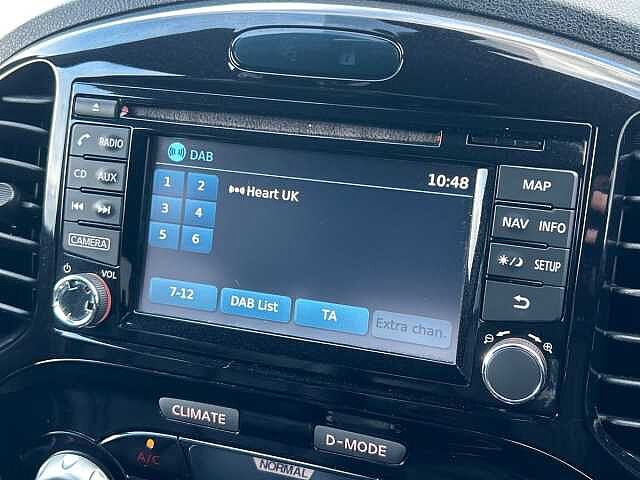 DAB
10:48
1 2
3 4
5 6
Heart UK
7-12
DAB List
TA
Extra chan.
RADIO
CD AUX
CAMERA
VOL
MAP
NAV INFO
SETUP
CLIMATE
D-MODE
A/C
NORMAL